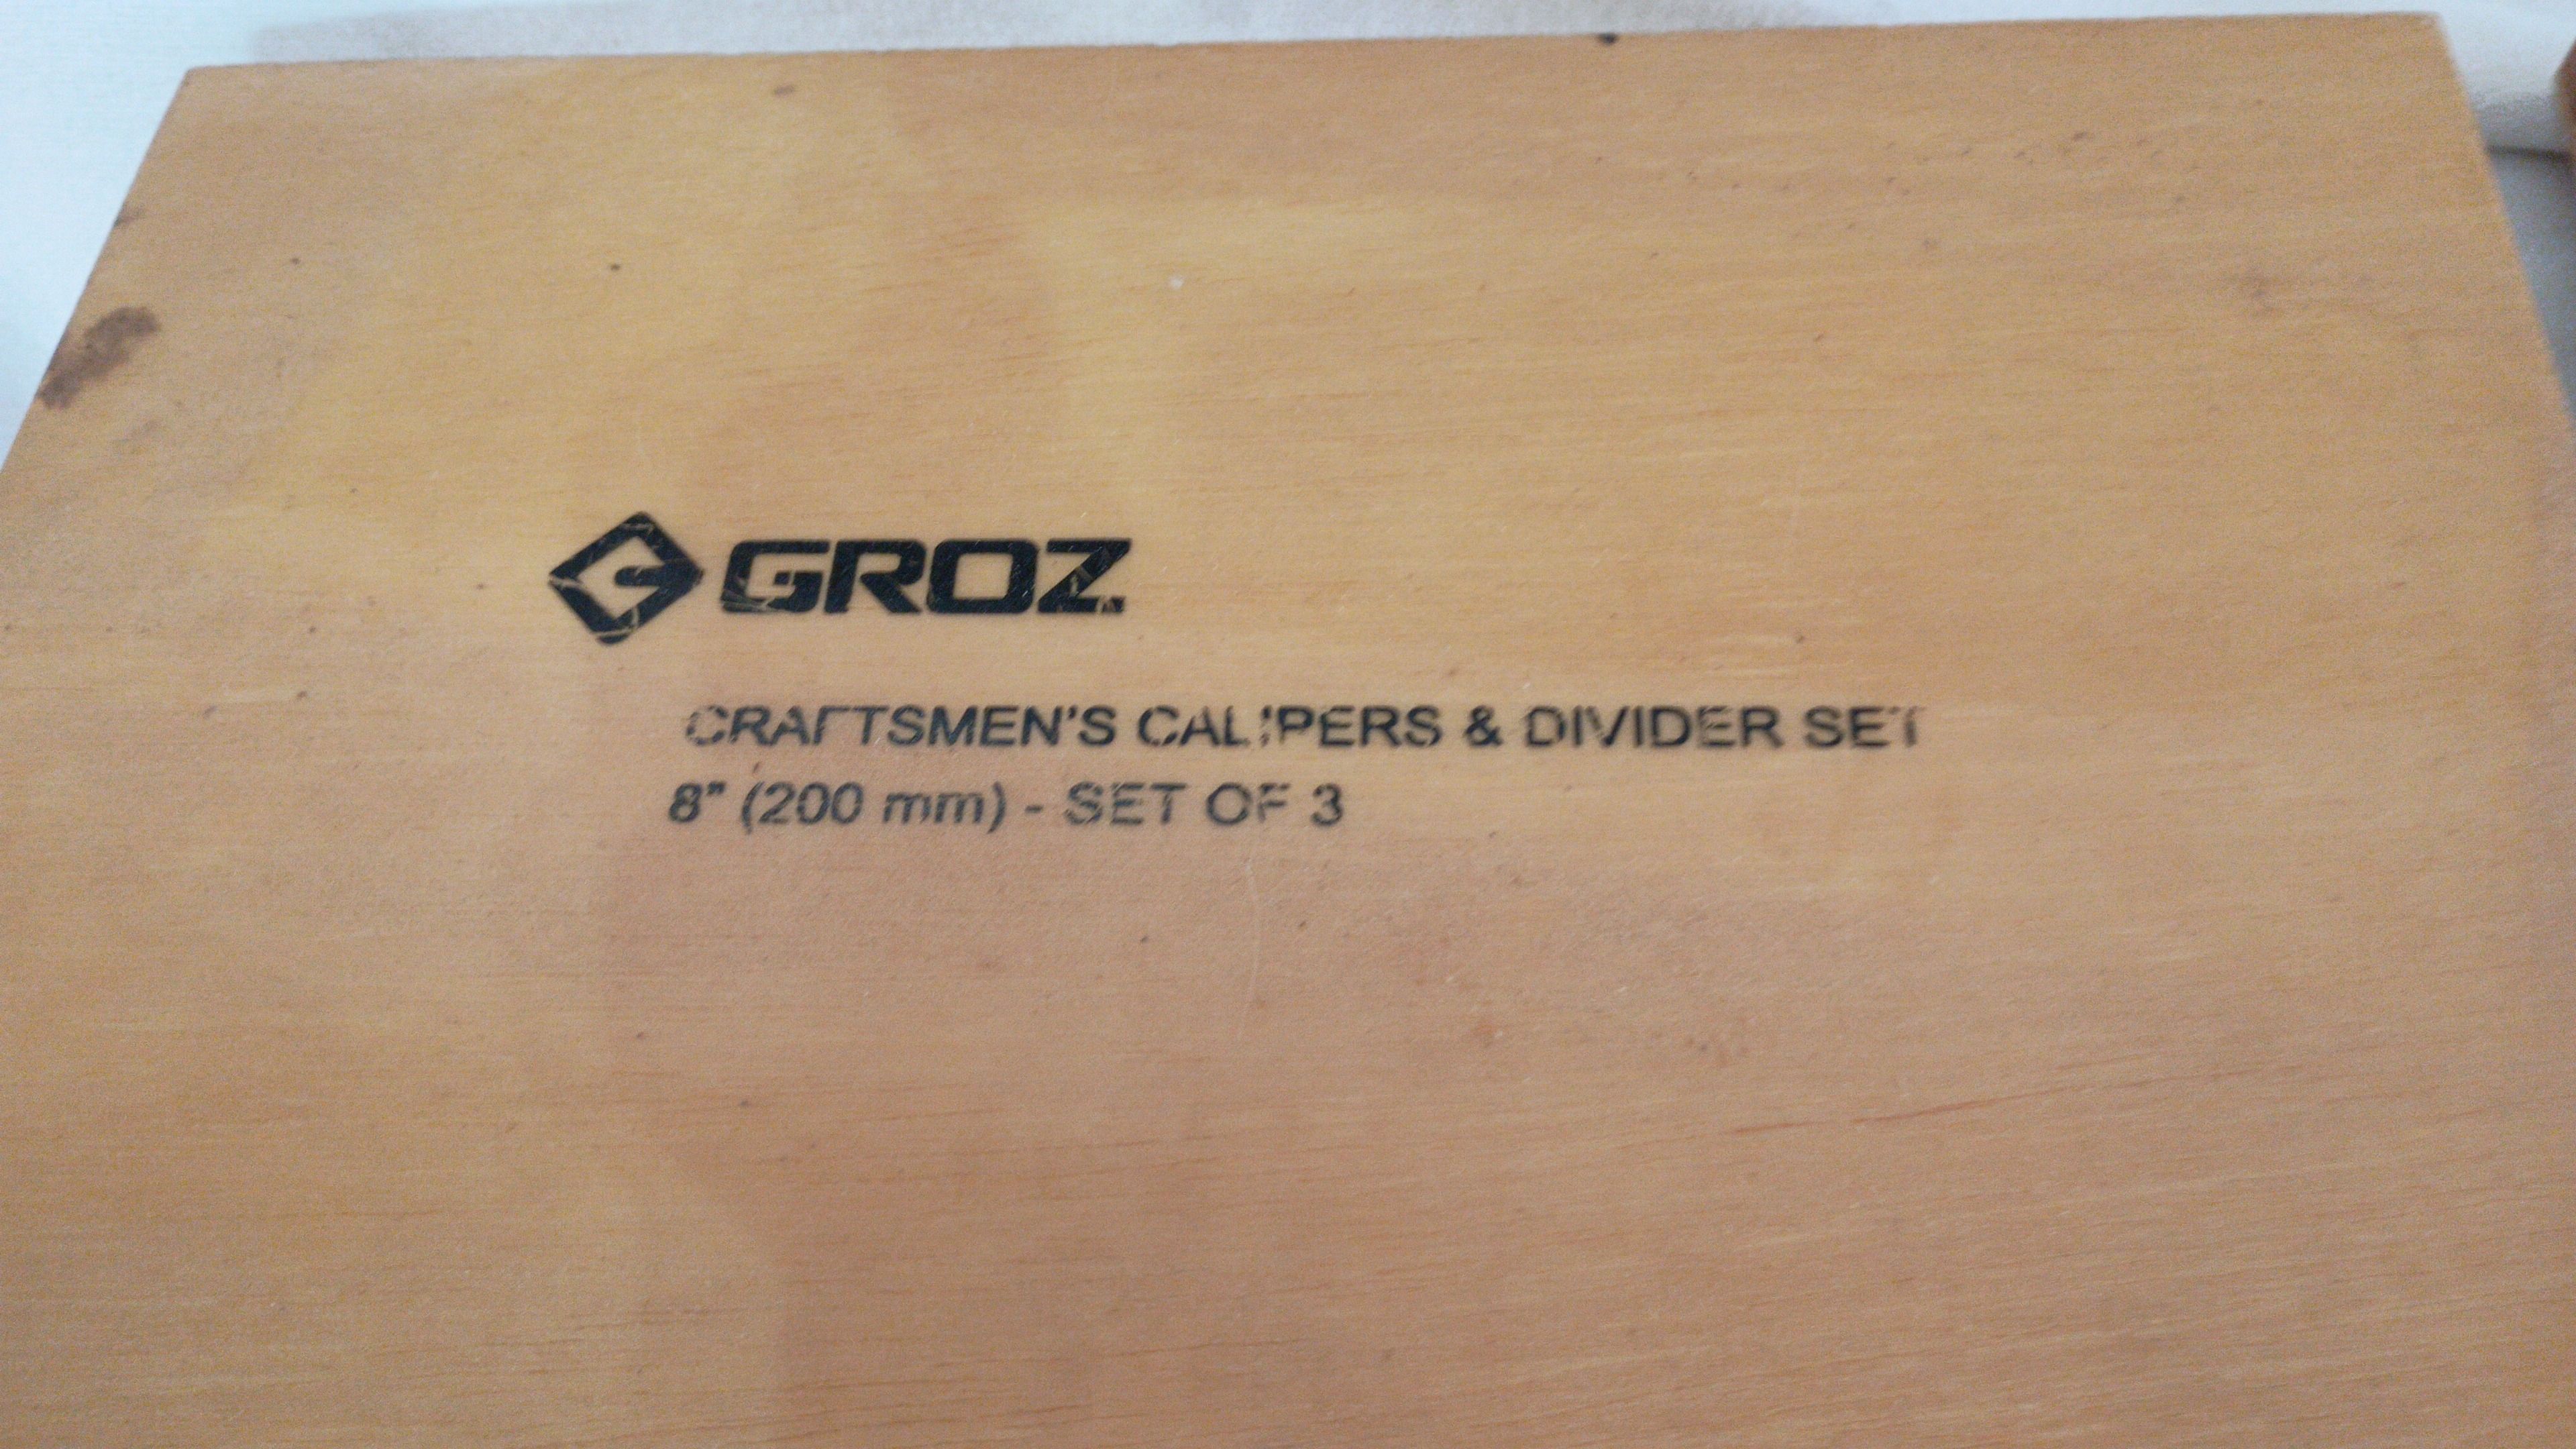 GROZ
CRAFTSMEN'S CALIPERS & DIVIDER SET
8" (200 mm) - SET OF 3